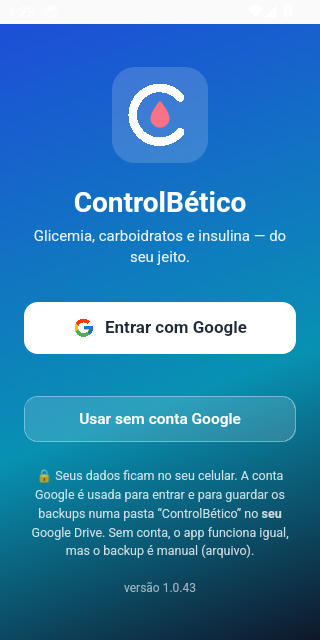 ControlBético
Glicemia, carboidratos e insulina — do
seu jeito.
Entrar com Google
Usar sem conta Google
🔒 Seus dados ficam no seu celular. A conta
Google é usada para entrar e para guardar os
backups numa pasta “ControlBético” no seu
Google Drive. Sem conta, o app funciona igual,
mas o backup é manual (arquivo).
versão 1.0.43